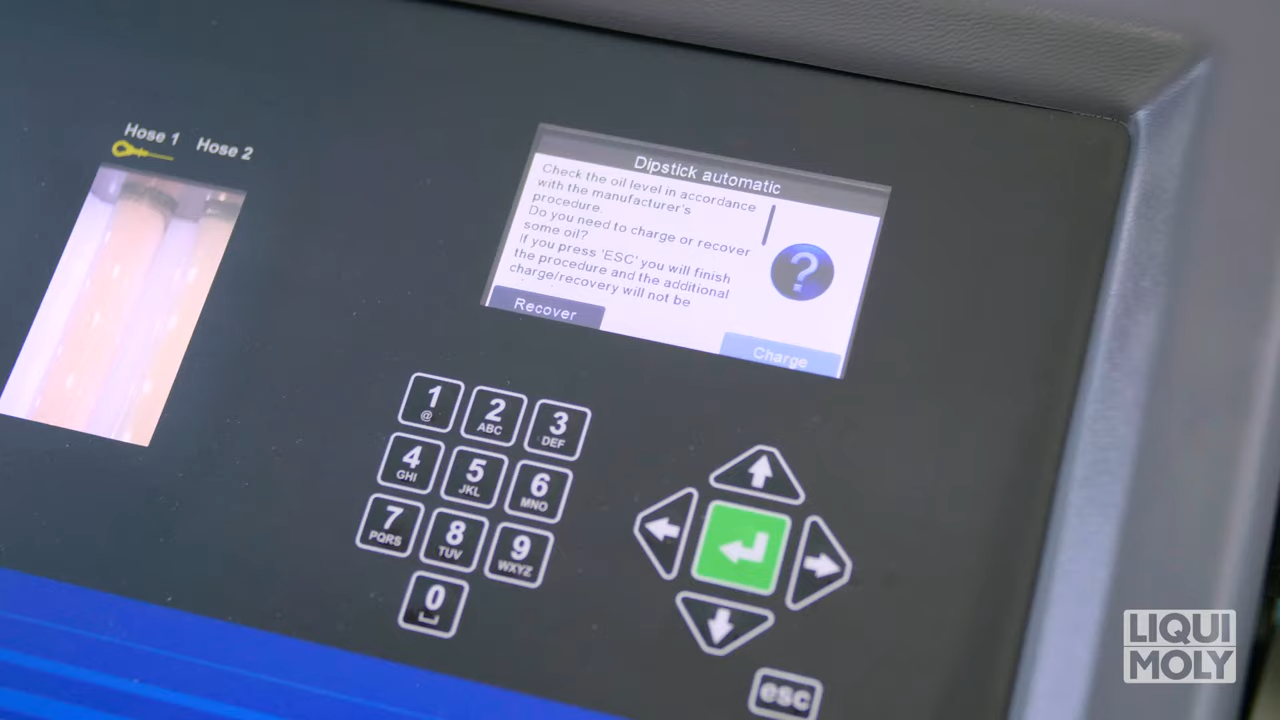 Hose 1 Hose 2
Dipstick automatic
Check the oil level in accordance
with the manufacturer's
procedure.
Do you need to charge or recover
some oil?
If you press 'ESC' you will finish
the procedure and the additional
charge/recovery will not be
Recover
Charge
1
@
2
ABC
3
DEF
4
GHI
5
JKL
6
MNO
7
PQRS
8
TUV
9
WXYZ
0
esc
LIQUI
MOLY